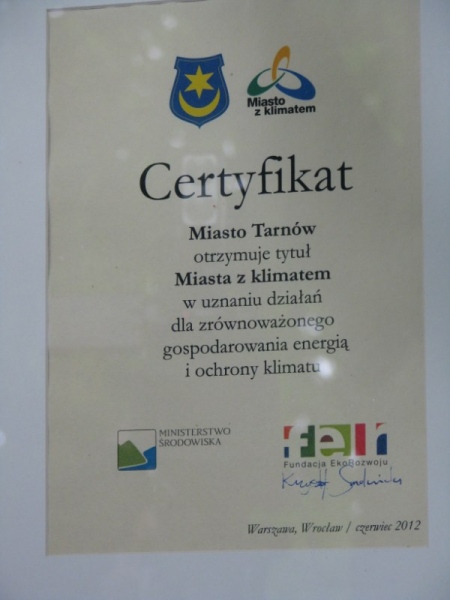 Miasto
z klimatem
Certyfikat
Miasto Tarnów
otrzymuje tytuł
Miasta z klimatem
w uznaniu działań
dla zrównoważonego
gospodarowania energią
i ochrony klimatu
MINISTERSTWO
ŚRODOWISKA
fer
Fundacja EkoRozwoju
Warszawa, Wrocław / czerwiec 2012